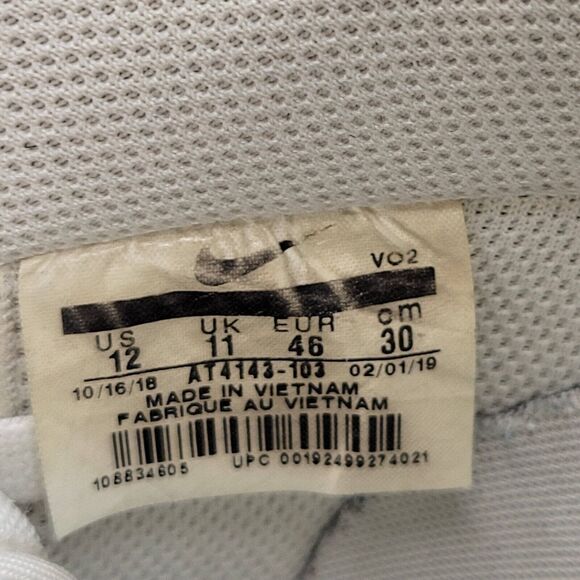 VO2
US UK EUR cm
12 11 46 30
10/16/18 AT4143-103 02/01/19
MADE IN VIETNAM
FABRIQUE AU VIETNAM
108834605 UPC 00192499274021